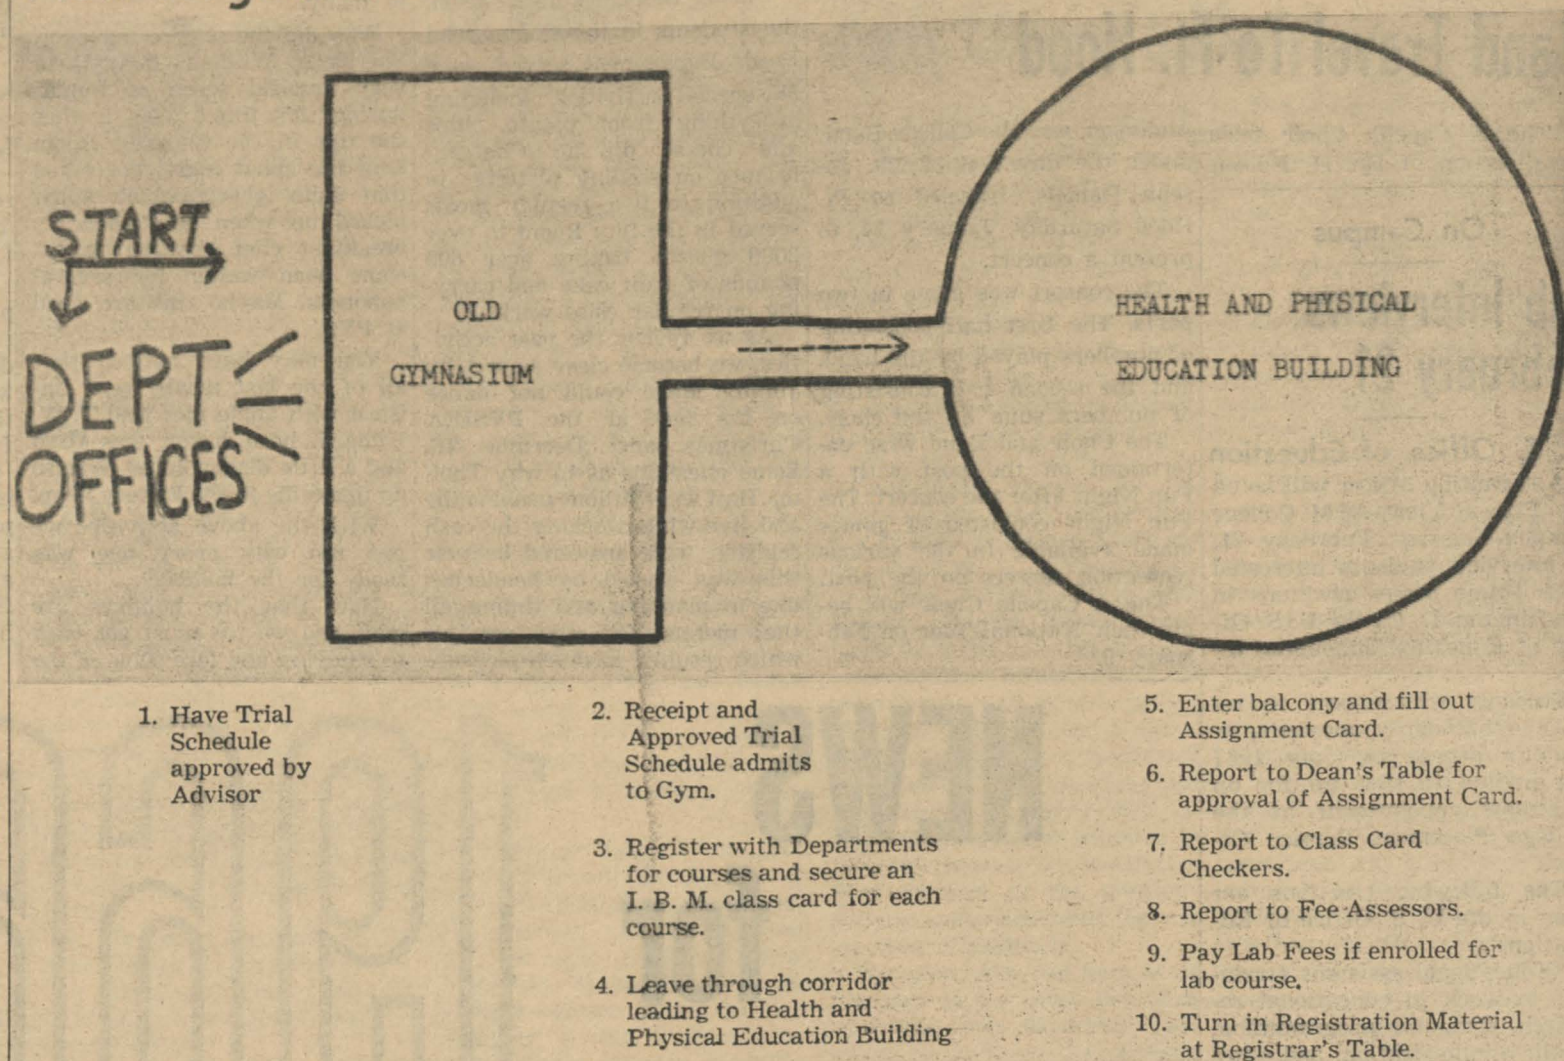 START
DEPT
OFFICES
OLD
GYMNASIUM
HEALTH AND PHYSICAL
EDUCATION BUILDING
1. Have Trial
Schedule
approved by
Advisor
2. Receipt and
Approved Trial
Schedule admits
to Gym.
3. Register with Departments
for courses and secure an
I. B. M. class card for each
course.
4. Leave through corridor
leading to Health and
Physical Education Building
5. Enter balcony and fill out
Assignment Card.
6. Report to Dean's Table for
approval of Assignment Card.
7. Report to Class Card
Checkers.
8. Report to Fee Assessors.
9. Pay Lab Fees if enrolled for
lab course.
10. Turn in Registration Material
at Registrar's Table.